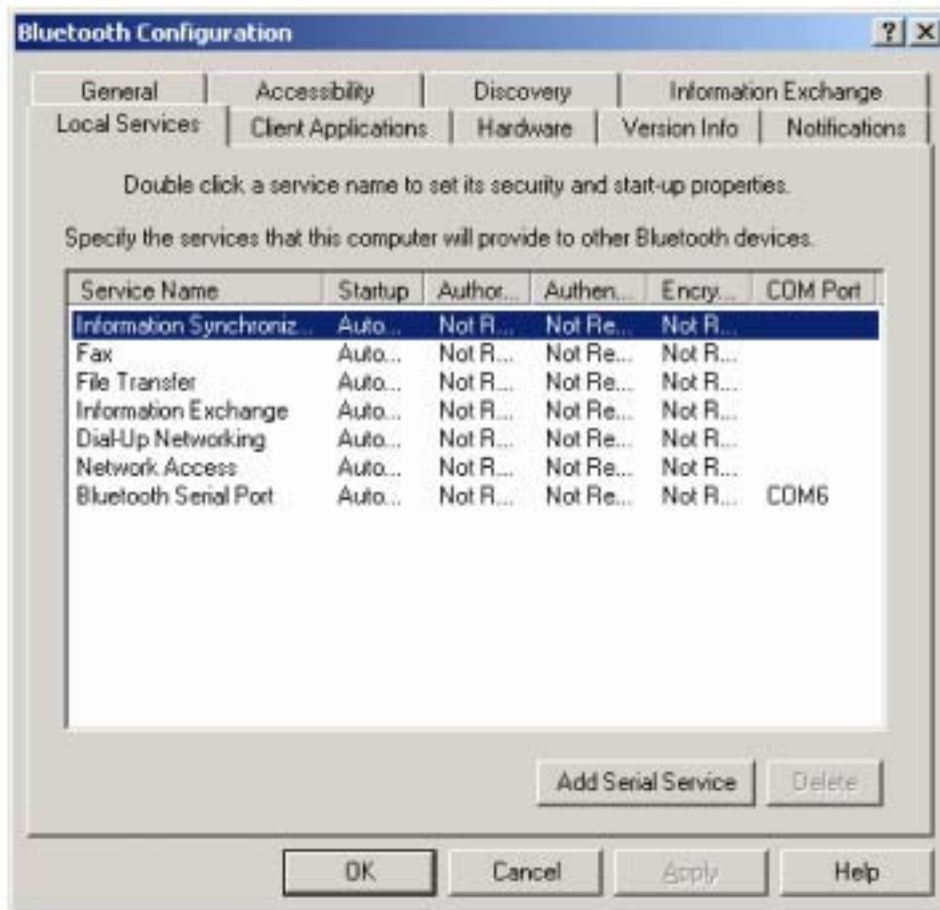 Bluetooth Configuration
General Accessibility Discovery Information Exchange
Local Services Client Applications Hardware Version Info Notifications
Double click a service name to set its security and start-up properties.
Specify the services that this computer will provide to other Bluetooth devices.
Service Name Startup Author... Authen... Encry... COM Port
Information Synchroniz... Auto... Not R... Not Re... Not R...
Fax Auto... Not R... Not Re... Not R...
File Transfer Auto... Not R... Not Re... Not R...
Information Exchange Auto... Not R... Not Re... Not R...
Dial-Up Networking Auto... Not R... Not Re... Not R...
Network Access Auto... Not R... Not Re... Not R...
Bluetooth Serial Port Auto... Not R... Not Re... Not R... COM6
Add Serial Service Delete
OK Cancel Apply Help